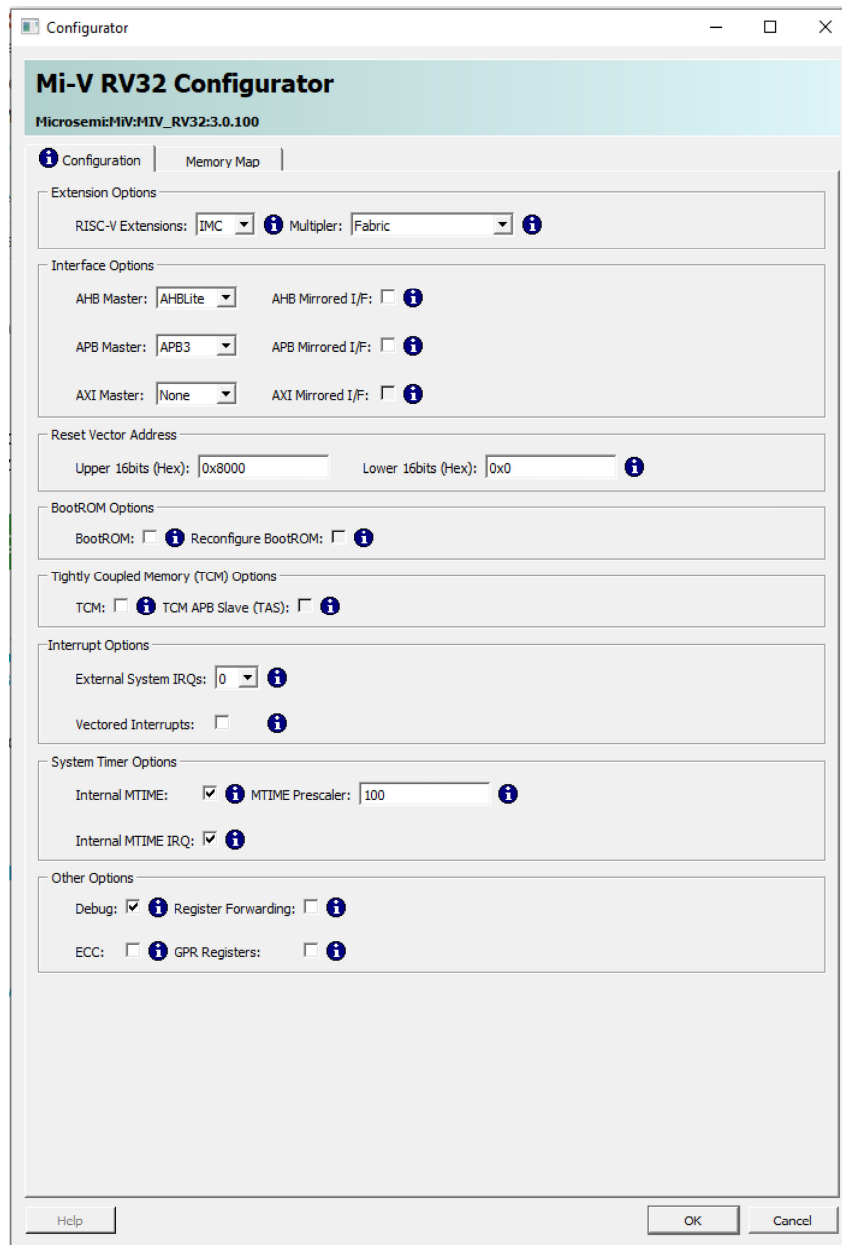 Configurator
Mi-V RV32 Configurator
Microsemi:MiV:MIV_RV32:3.0.100
Configuration Memory Map
Extension Options
RISC-V Extensions: IMC Multipler: Fabric
Interface Options
AHB Master: AHBLite AHB Mirrored I/F:
APB Master: APB3 APB Mirrored I/F:
AXI Master: None AXI Mirrored I/F:
Reset Vector Address
Upper 16bits (Hex): 0x8000 Lower 16bits (Hex): 0x0
BootROM Options
BootROM: Reconfigure BootROM:
Tightly Coupled Memory (TCM) Options
TCM: TCM APB Slave (TAS):
Interrupt Options
External System IRQs: 0
Vectored Interrupts:
System Timer Options
Internal MTIME: MTIME Prescaler: 100
Internal MTIME IRQ:
Other Options
Debug: Register Forwarding:
ECC: GPR Registers:
Help OK Cancel